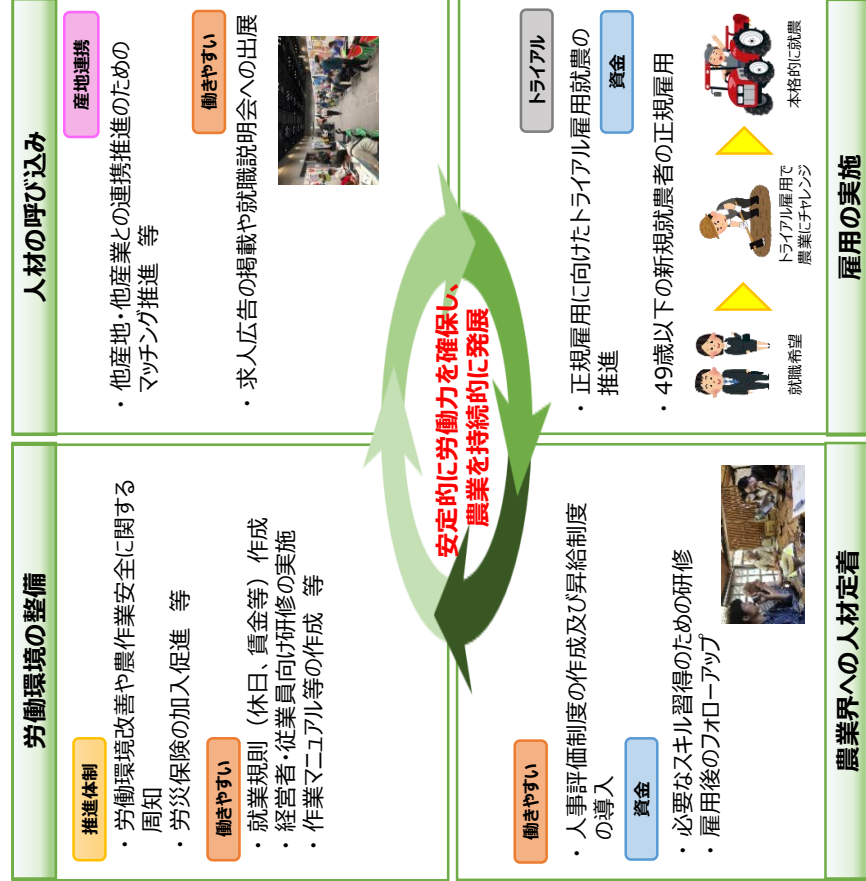 労働環境の整備
推進体制
・労働環境改善や農作業安全に関する
周知
・労災保険の加入促進 等
働きやすい
・就業規則（休日、賃金等）作成
・経営者・従業員向け研修の実施
・作業マニュアル等の作成 等
人材の呼び込み
産地連携
・他産地・他産業との連携推進のための
マッチング推進 等
働きやすい
・求人広告の掲載や就職説明会への出展
安定的に労働力を確保し、
農業を持続的に発展
働きやすい
・人事評価制度の作成及び昇給制度
の導入
資金
・必要なスキル習得のための研修
・雇用後のフォローアップ
農業界への人材定着
トライアル
・正規雇用に向けたトライアル雇用就農の
推進
資金
・49歳以下の新規就農者の正規雇用
就職希望
トライアル雇用で
農業にチャレンジ
本格的に就農
雇用の実施